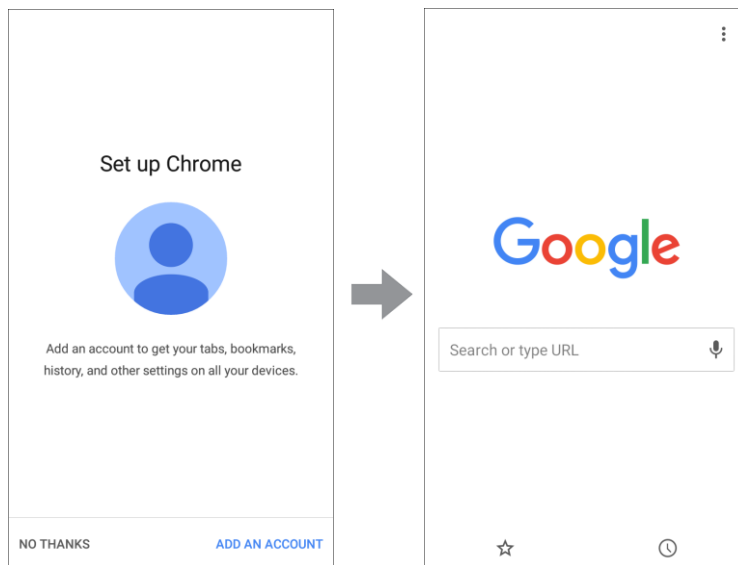 Set up Chrome
Add an account to get your tabs, bookmarks,
history, and other settings on all your devices.
NO THANKS
ADD AN ACCOUNT
Google
Search or type URL